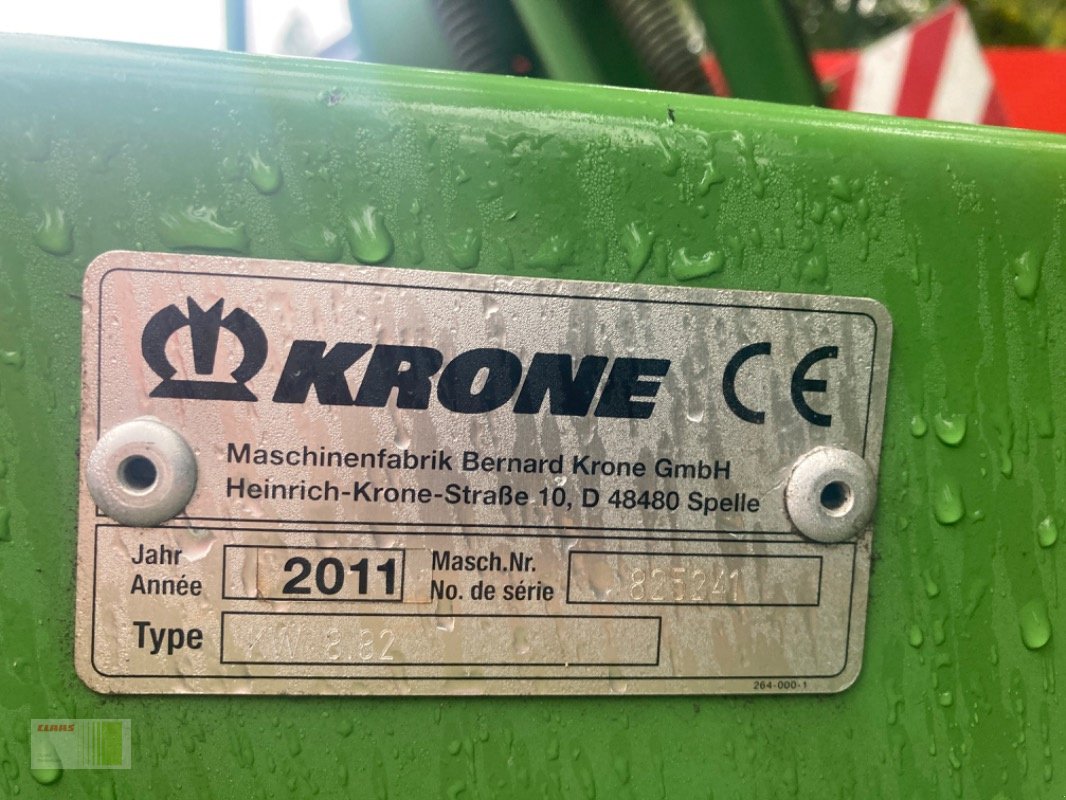 KRONE CE
Maschinenfabrik Bernard Krone GmbH
Heinrich-Krone-Straße 10, D 48480 Spelle
Jahr
Année
2011
Masch.Nr.
No. de série
825241
Type
KW 8.82
264-000-1
CLAAS